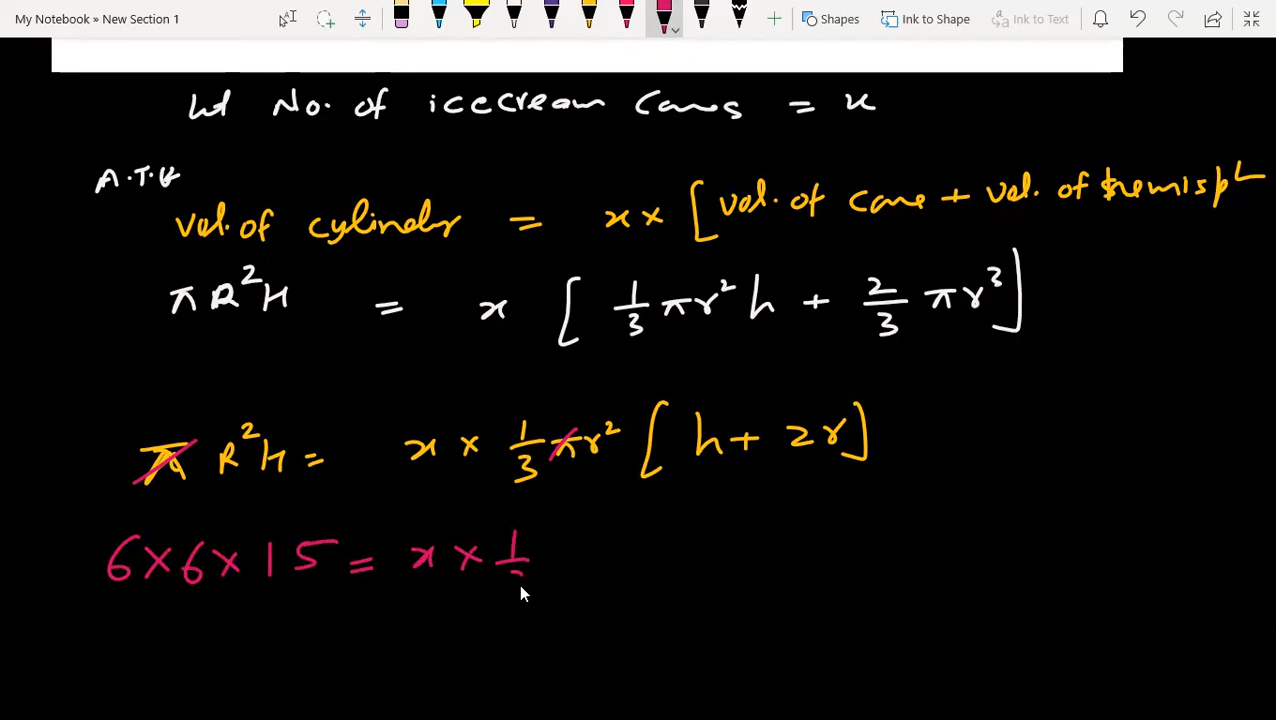 My Notebook » New Section 1 Shapes Ink to Shape Ink to Text
Let No. of icecream cones = x
A.T.Q
vol. of cylinder = x × [vol. of cone + vol. of hemisph
πR²H = x [ 1/3 πr²h + 2/3 πr³ ]
π R²H = x × 1/3 πr² [ h + 2r ]
6×6×15 = x × 1/